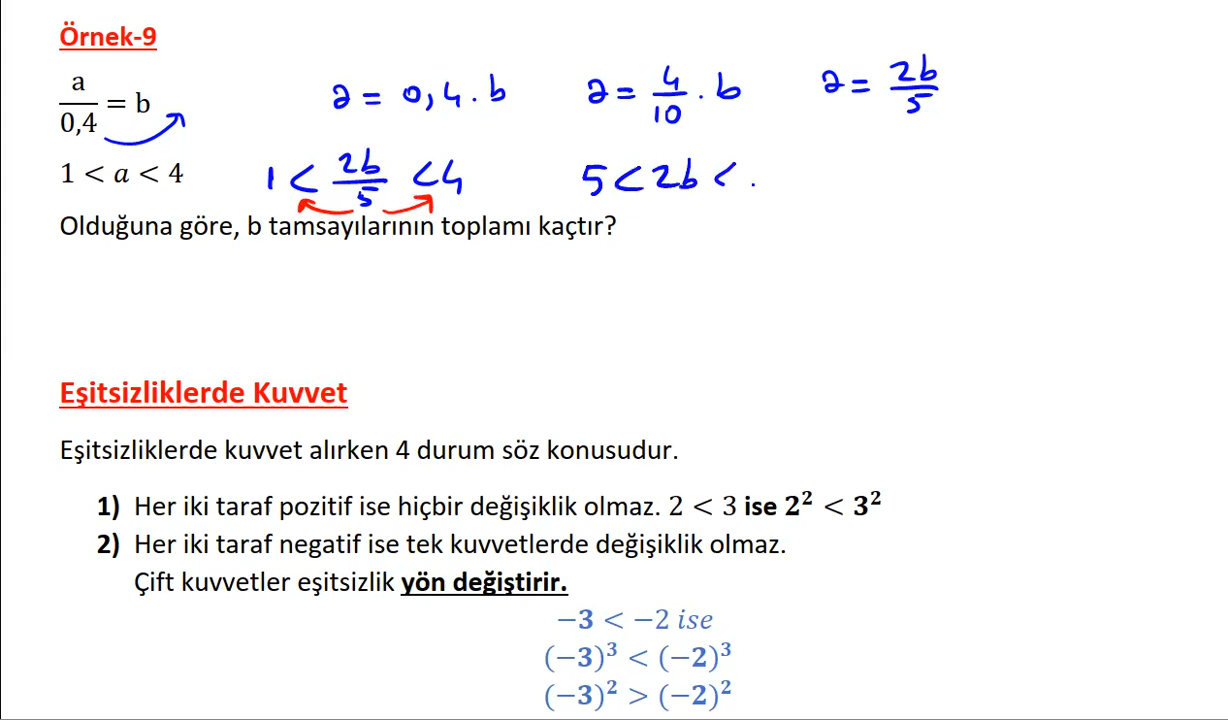 Örnek-9
a/0,4 = b
a = 0,4 . b
a = 4/10 . b
a = 2b/5
1 < a < 4
1 < 2b/5 < 4
5 < 2b < .
Olduğuna göre, b tamsayılarının toplamı kaçtır?
Eşitsizliklerde Kuvvet
Eşitsizliklerde kuvvet alırken 4 durum söz konusudur.
1) Her iki taraf pozitif ise hiçbir değişiklik olmaz. 2 < 3 ise 2² < 3²
2) Her iki taraf negatif ise tek kuvvetlerde değişiklik olmaz.
Çift kuvvetler eşitsizlik yön değiştirir.
−3 < −2 ise
(−3)³ < (−2)³
(−3)² > (−2)²